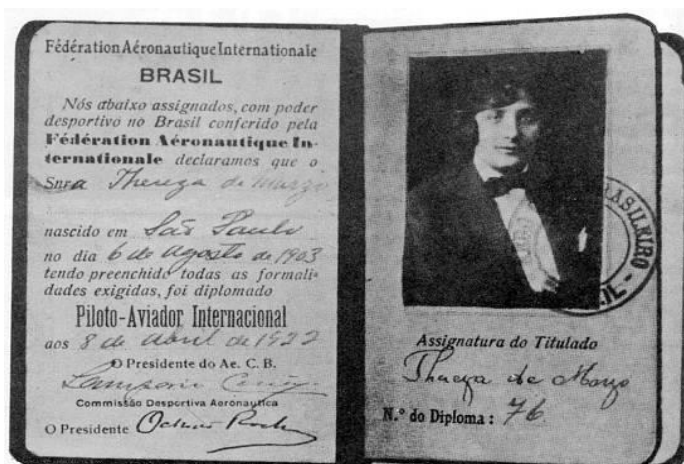 Fédération Aéronautique Internationale
BRASIL
Nós abaixo assignados, com poder
desportivo no Brasil conferido pela
Fédération Aéronautique In-
ternationale declaramos que o
Snra Thereza de Marzo
nascido em São Paulo
no dia 6 de Agosto de 1903
tendo preenchido todas as formali-
dades exigidas, foi diplomado
Piloto-Aviador Internacional
aos 8 de Abril de 1922
O Presidente do Ae. C. B.
Commissão Desportiva Aeronautica
O Presidente
BRASILEIRO
Assignatura do Titulado
Thereza de Marzo
N.º do Diploma : 76